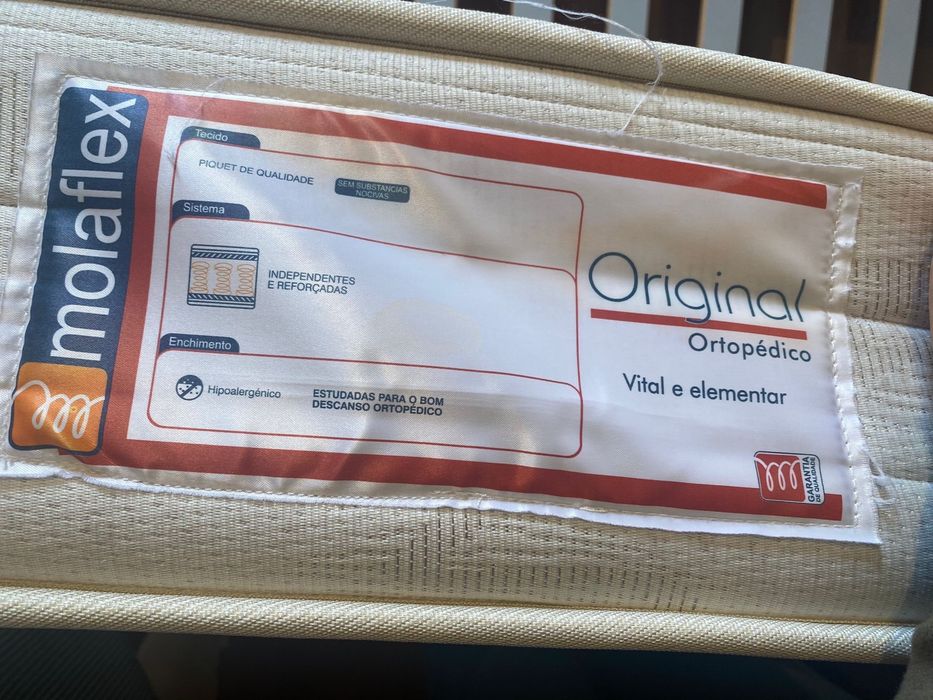 molaflex
Tecido
PIQUET DE QUALIDADE
SEM SUBSTANCIAS
NOCIVAS
Sistema
INDEPENDENTES
E REFORÇADAS
Enchimento
Hipoalergénico
ESTUDADAS PARA O BOM
DESCANSO ORTOPÉDICO
Original
Ortopédico
Vital e elementar
GARANTIA
DE QUALIDADE